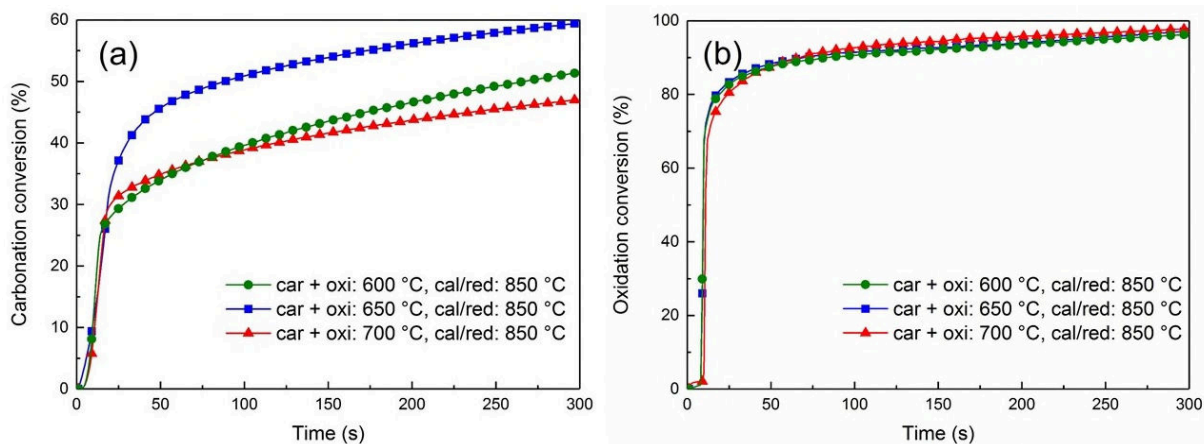 (a)
Carbonation conversion (%)
60
50
40
30
20
10
0
car + oxi: 600 °C, cal/red: 850 °C
car + oxi: 650 °C, cal/red: 850 °C
car + oxi: 700 °C, cal/red: 850 °C
0 50 100 150 200 250 300
Time (s)
(b)
Oxidation conversion (%)
100
80
60
40
20
0
car + oxi: 600 °C, cal/red: 850 °C
car + oxi: 650 °C, cal/red: 850 °C
car + oxi: 700 °C, cal/red: 850 °C
0 50 100 150 200 250 300
Time (s)